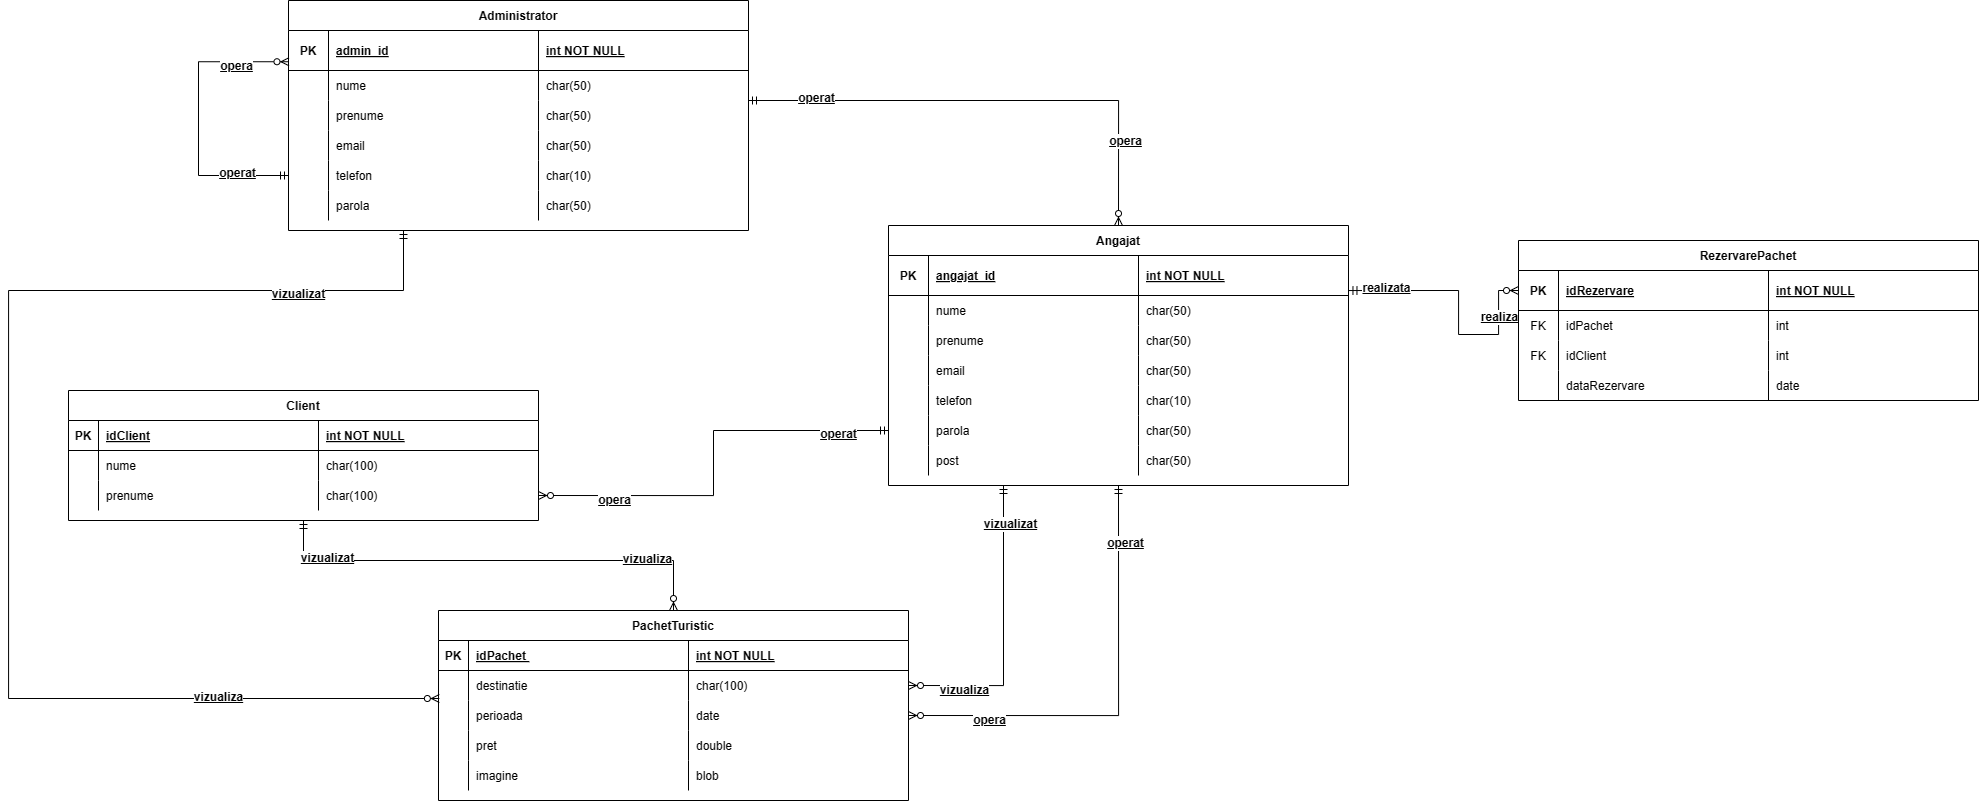 Administrator
PK admin_id int NOT NULL
nume char(50)
prenume char(50)
email char(50)
telefon char(10)
parola char(50)
opera
operat
operat
opera
vizualizat
vizualiza
Angajat
PK angajat_id int NOT NULL
nume char(50)
prenume char(50)
email char(50)
telefon char(10)
parola char(50)
post char(50)
realizata
realiza
RezervarePachet
PK idRezervare int NOT NULL
FK idPachet int
FK idClient int
dataRezervare date
Client
PK idClient int NOT NULL
nume char(100)
prenume char(100)
operat
opera
vizualizat
vizualiza
vizualizat
operat
vizualiza
opera
PachetTuristic
PK idPachet int NOT NULL
destinatie char(100)
perioada date
pret double
imagine blob